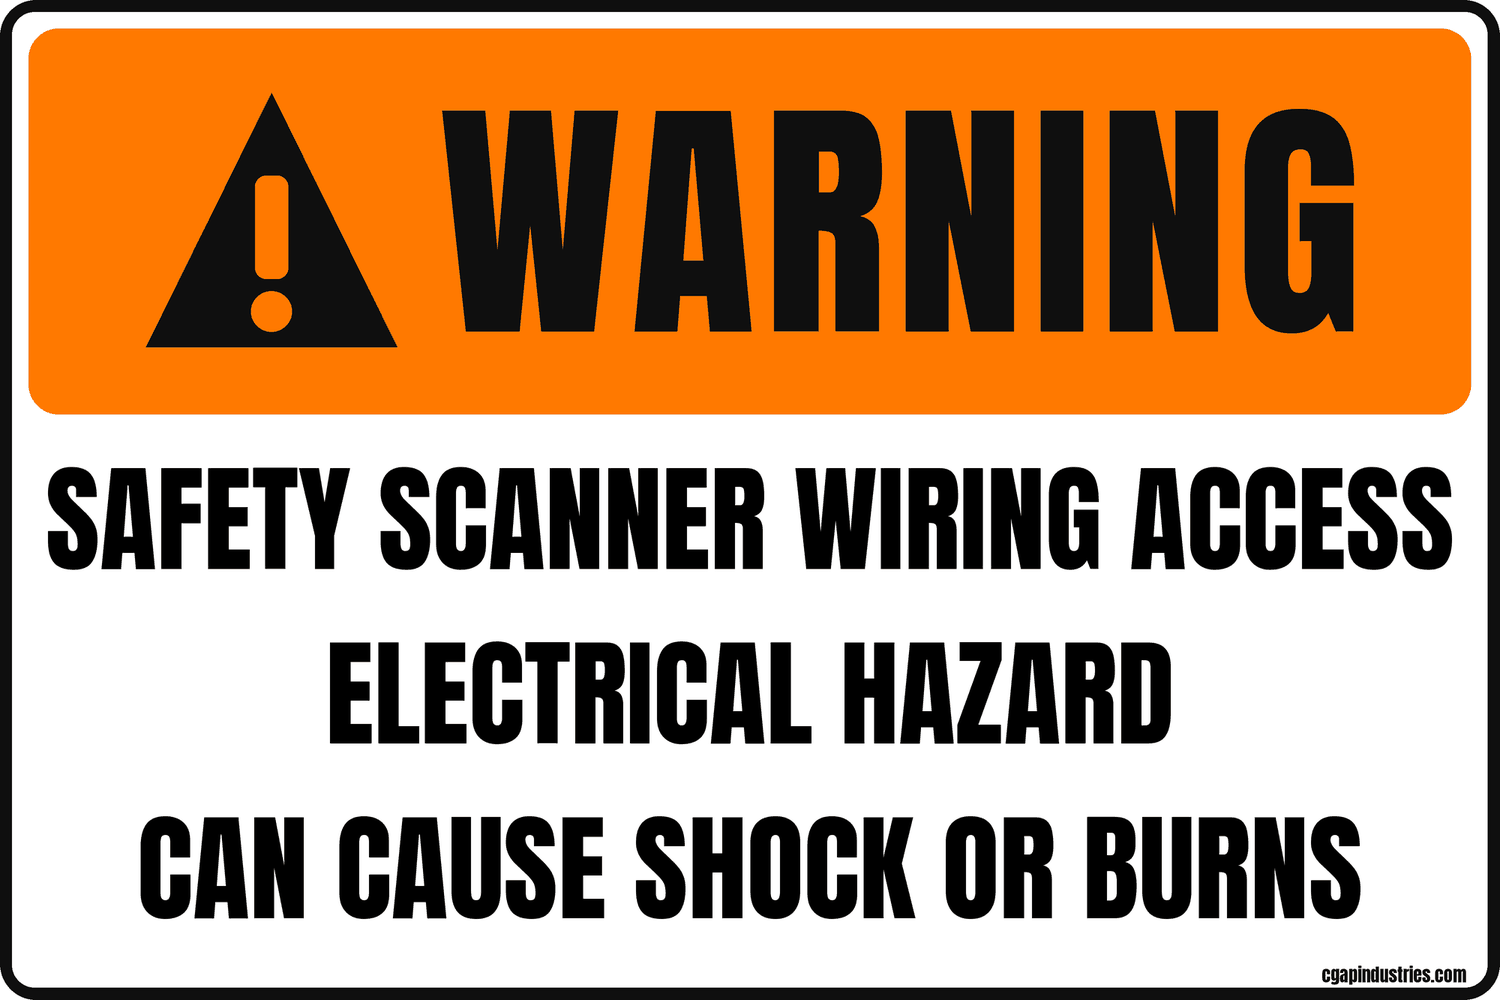 WARNING
SAFETY SCANNER WIRING ACCESS
ELECTRICAL HAZARD
CAN CAUSE SHOCK OR BURNS
cgapindustries.com